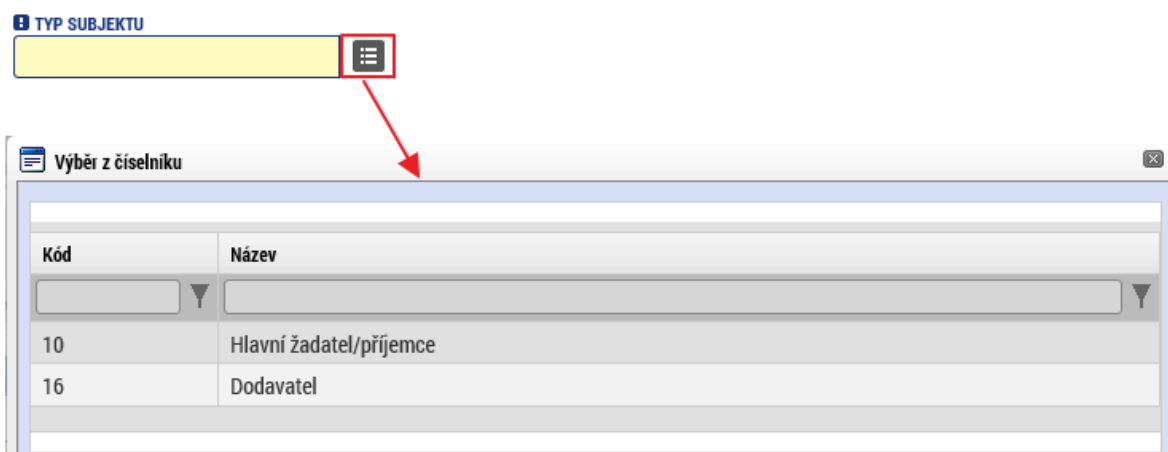 TYP SUBJEKTU
Výběr z číselníku
Kód Název
10 Hlavní žadatel/příjemce
16 Dodavatel